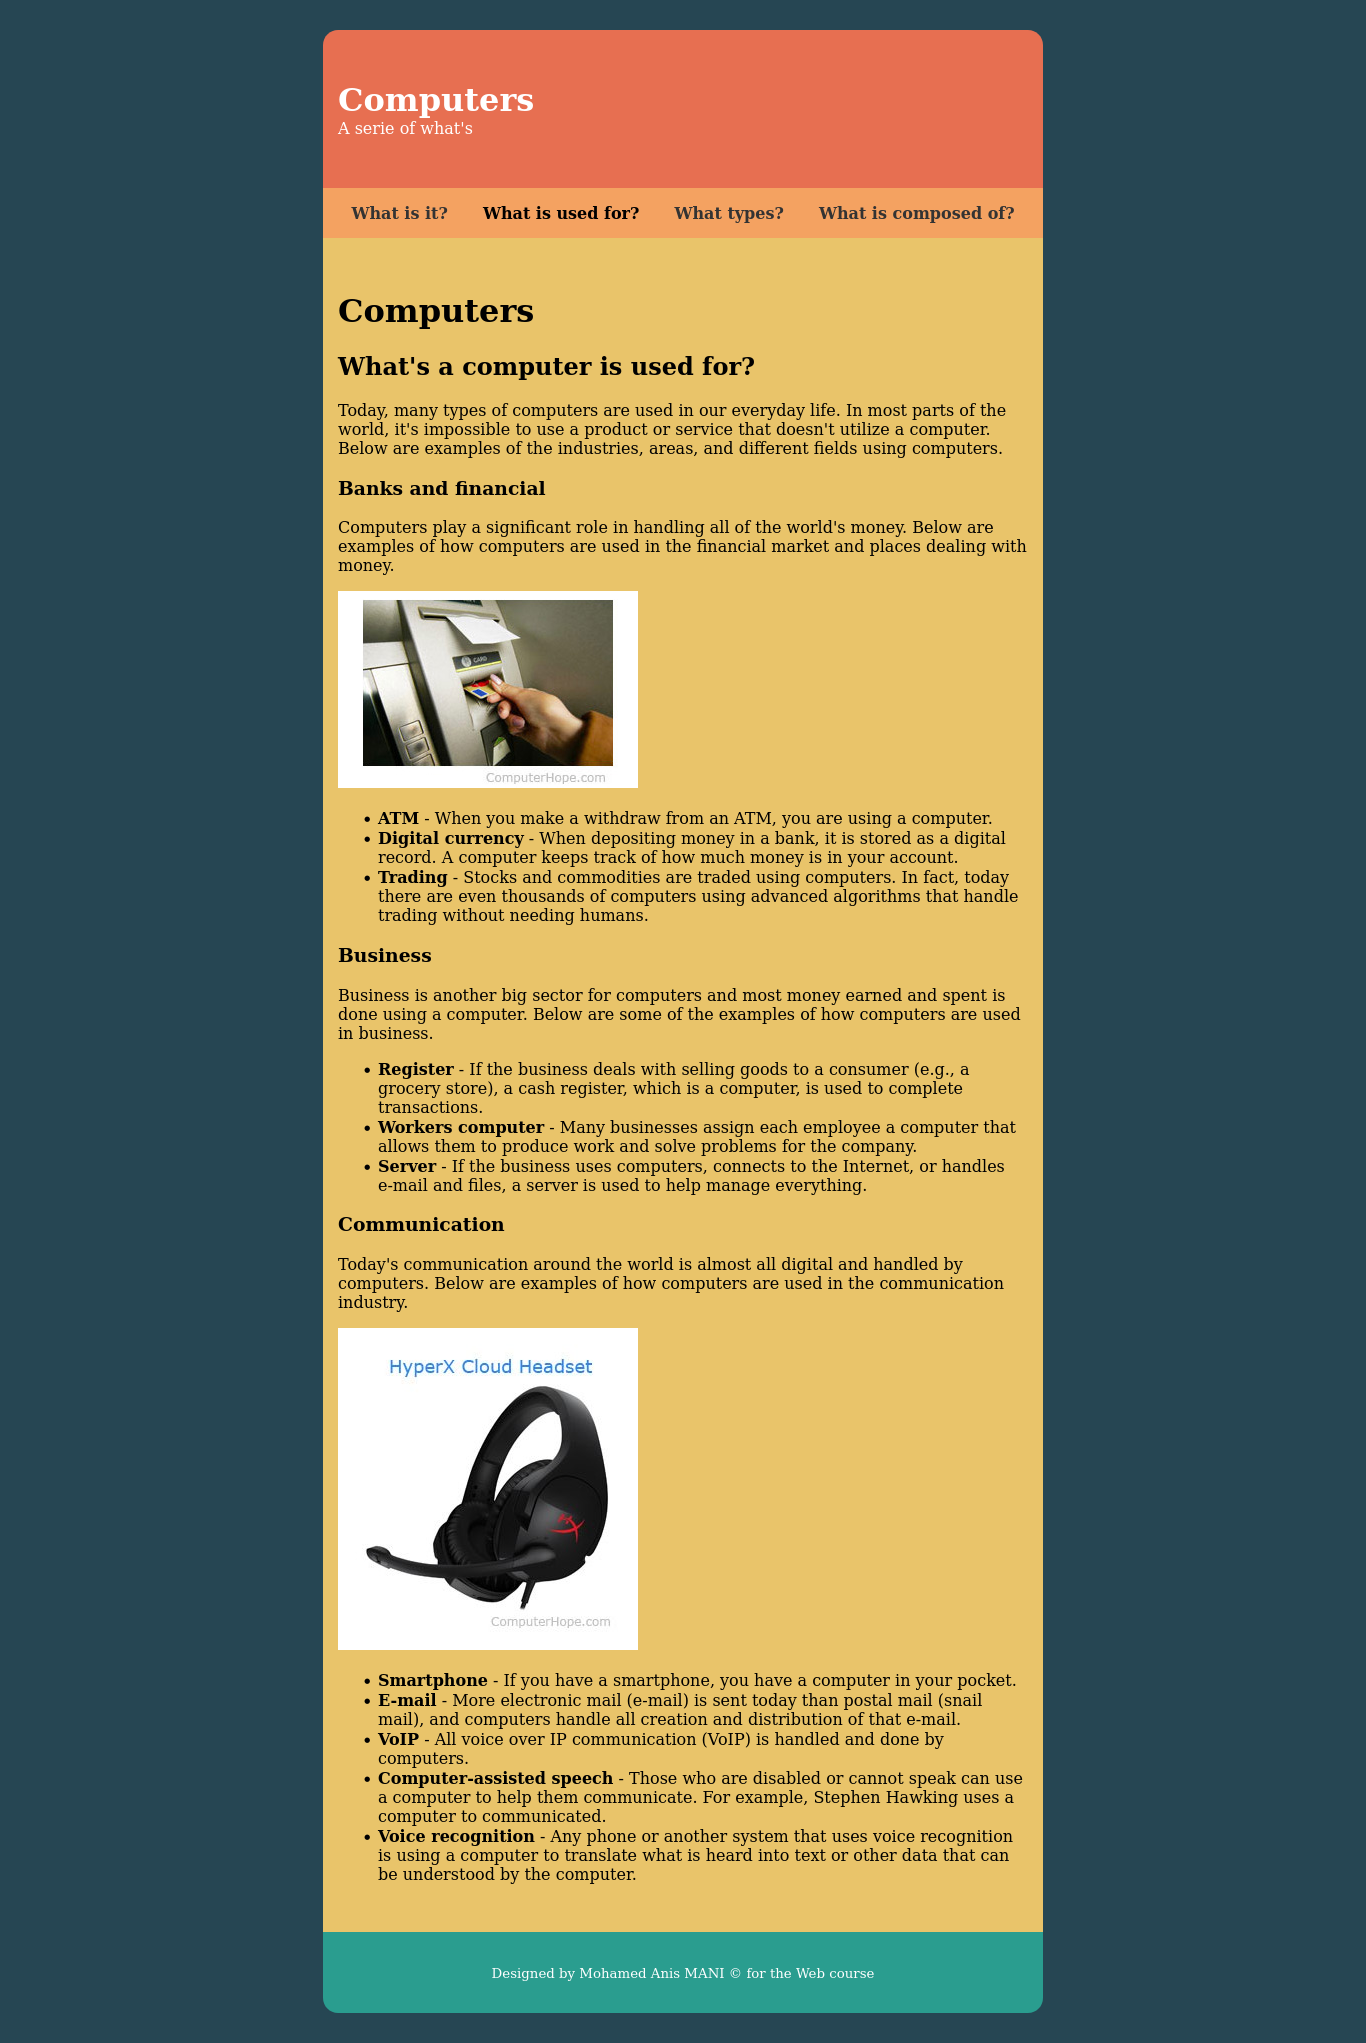 Computers
A serie of what's
What is it? What is used for? What types? What is composed of?
Computers
What's a computer is used for?
Today, many types of computers are used in our everyday life. In most parts of the
world, it's impossible to use a product or service that doesn't utilize a computer.
Below are examples of the industries, areas, and different fields using computers.
Banks and financial
Computers play a significant role in handling all of the world's money. Below are
examples of how computers are used in the financial market and places dealing with
money.
CARD
ComputerHope.com
• ATM - When you make a withdraw from an ATM, you are using a computer.
• Digital currency - When depositing money in a bank, it is stored as a digital
record. A computer keeps track of how much money is in your account.
• Trading - Stocks and commodities are traded using computers. In fact, today
there are even thousands of computers using advanced algorithms that handle
trading without needing humans.
Business
Business is another big sector for computers and most money earned and spent is
done using a computer. Below are some of the examples of how computers are used
in business.
• Register - If the business deals with selling goods to a consumer (e.g., a
grocery store), a cash register, which is a computer, is used to complete
transactions.
• Workers computer - Many businesses assign each employee a computer that
allows them to produce work and solve problems for the company.
• Server - If the business uses computers, connects to the Internet, or handles
e-mail and files, a server is used to help manage everything.
Communication
Today's communication around the world is almost all digital and handled by
computers. Below are examples of how computers are used in the communication
industry.
HyperX Cloud Headset
ComputerHope.com
• Smartphone - If you have a smartphone, you have a computer in your pocket.
• E-mail - More electronic mail (e-mail) is sent today than postal mail (snail
mail), and computers handle all creation and distribution of that e-mail.
• VoIP - All voice over IP communication (VoIP) is handled and done by
computers.
• Computer-assisted speech - Those who are disabled or cannot speak can use
a computer to help them communicate. For example, Stephen Hawking uses a
computer to communicated.
• Voice recognition - Any phone or another system that uses voice recognition
is using a computer to translate what is heard into text or other data that can
be understood by the computer.
Designed by Mohamed Anis MANI © for the Web course